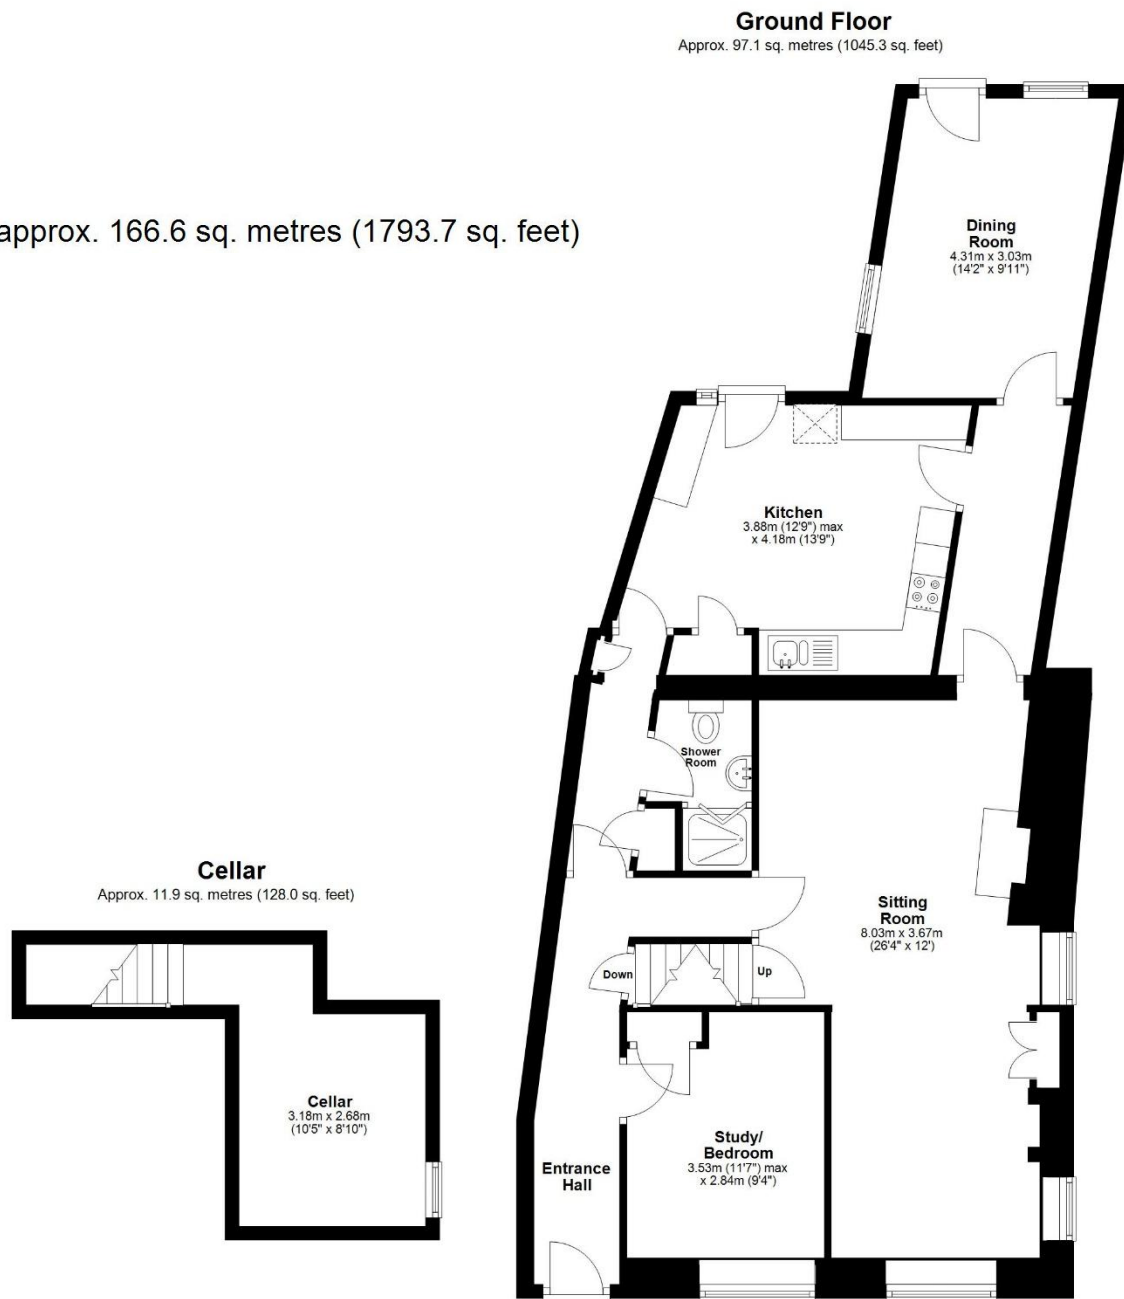 Ground Floor
Approx. 97.1 sq. metres (1045.3 sq. feet)
approx. 166.6 sq. metres (1793.7 sq. feet)
Dining
Room
4.31m x 3.03m
(14'2" x 9'11")
Kitchen
3.88m (12'9") max
x 4.18m (13'9")
Shower
Room
Sitting
Room
8.03m x 3.67m
(26'4" x 12')
Down
Up
Study/
Bedroom
3.53m (11'7") max
x 2.84m (9'4")
Entrance
Hall
Cellar
Approx. 11.9 sq. metres (128.0 sq. feet)
Cellar
3.18m x 2.68m
(10'5" x 8'10")